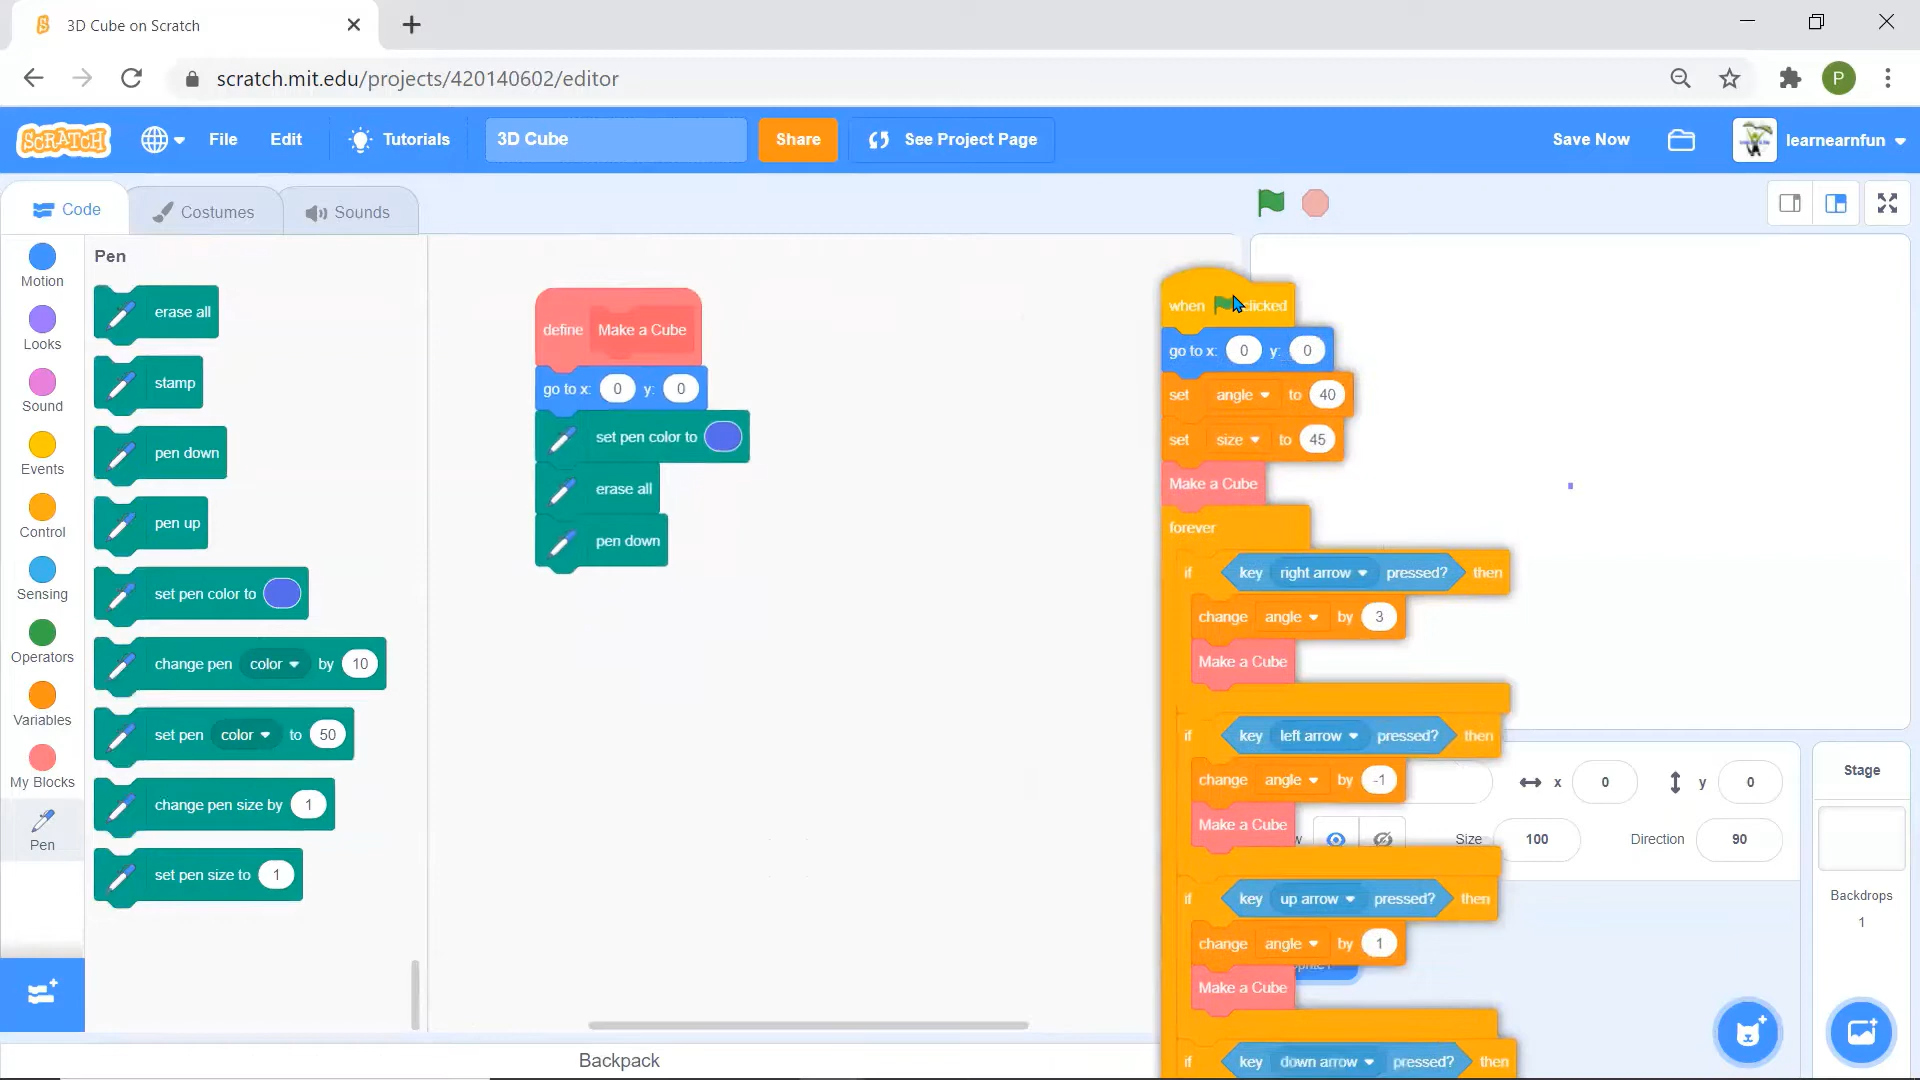 3D Cube on Scratch
scratch.mit.edu/projects/420140602/editor
P
SCRATCH
File
Edit
Tutorials
3D Cube
Share
See Project Page
Save Now
learnearnfun
Code
Costumes
Sounds
Motion
Looks
Sound
Events
Control
Sensing
Operators
Variables
My Blocks
Pen
Pen
erase all
stamp
pen down
pen up
set pen color to
change pen color by 10
set pen color to 50
change pen size by 1
set pen size to 1
define Make a Cube
go to x: 0 y: 0
set pen color to
erase all
pen down
when clicked
go to x: 0 y: 0
set angle to 40
set size to 45
Make a Cube
forever
if key right arrow pressed? then
change angle by 3
Make a Cube
if key left arrow pressed? then
change angle by -1
Make a Cube
if key up arrow pressed? then
change angle by 1
Make a Cube
if key down arrow pressed? then
x 0 y 0
Size 100 Direction 90
Stage
Backdrops
1
Backpack